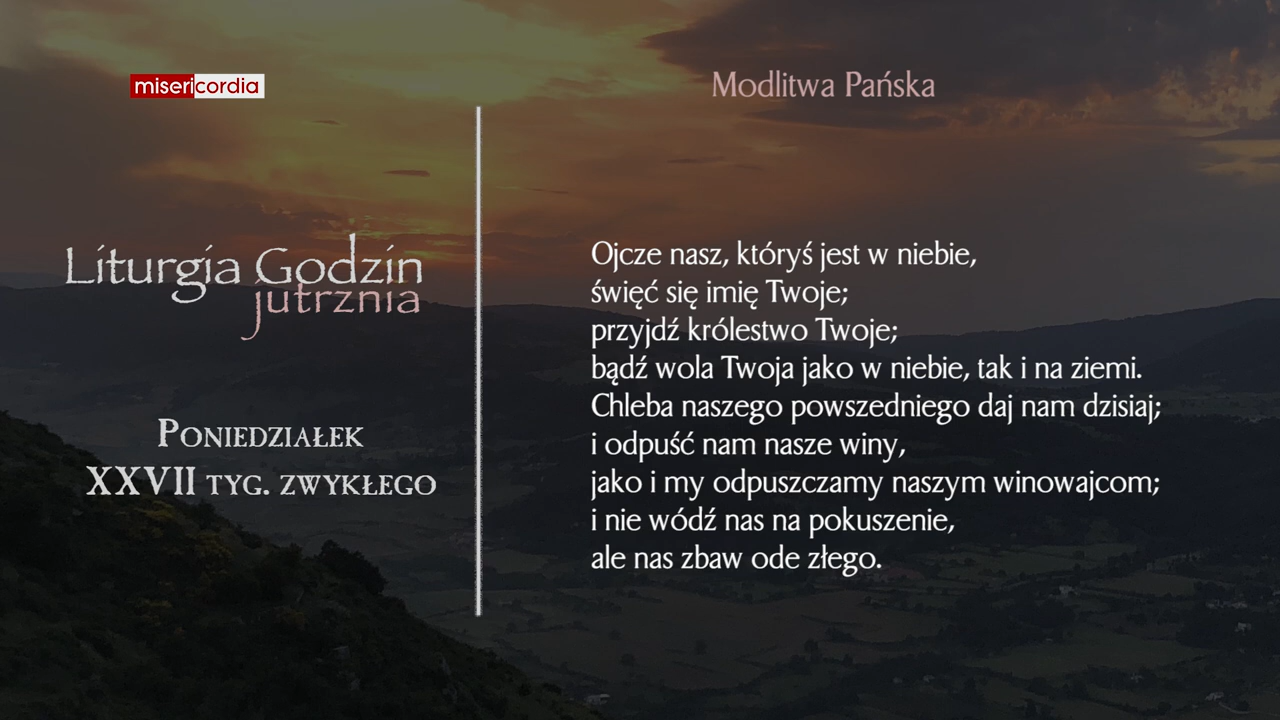 misericordia
Liturgia Godzin
jutrznia
Poniedziałek
XXVII tyg. zwykłego
Modlitwa Pańska
Ojcze nasz, któryś jest w niebie,
święć się imię Twoje;
przyjdź królestwo Twoje;
bądź wola Twoja jako w niebie, tak i na ziemi.
Chleba naszego powszedniego daj nam dzisiaj;
i odpuść nam nasze winy,
jako i my odpuszczamy naszym winowajcom;
i nie wódź nas na pokuszenie,
ale nas zbaw ode złego.